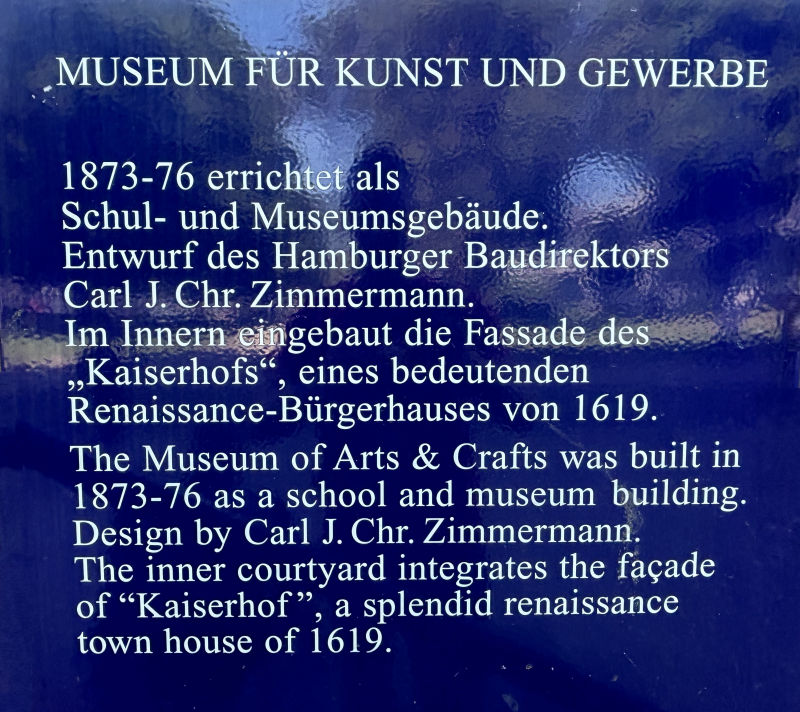 MUSEUM FÜR KUNST UND GEWERBE
1873-76 errichtet als
Schul- und Museumsgebäude.
Entwurf des Hamburger Baudirektors
Carl J. Chr. Zimmermann.
Im Innern eingebaut die Fassade des
„Kaiserhofs“, eines bedeutenden
Renaissance-Bürgerhauses von 1619.
The Museum of Arts & Crafts was built in
1873-76 as a school and museum building.
Design by Carl J. Chr. Zimmermann.
The inner courtyard integrates the façade
of “Kaiserhof”, a splendid renaissance
town house of 1619.